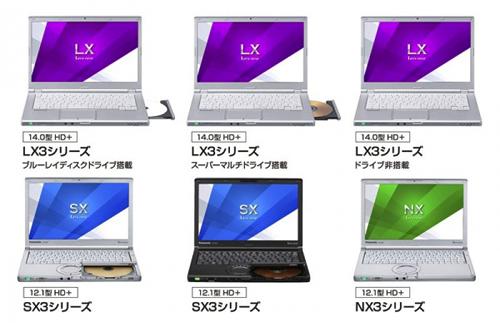 LX
LX
LX
14.0型 HD+
14.0型 HD+
14.0型 HD+
LX3シリーズ
LX3シリーズ
LX3シリーズ
ブルーレイディスクドライブ搭載
スーパーマルチドライブ搭載
ドライブ非搭載
SX
SX
NX
Panasonic
Panasonic
Panasonic
12.1型 HD+
12.1型 HD+
12.1型 HD+
SX3シリーズ
SX3シリーズ
NX3シリーズ